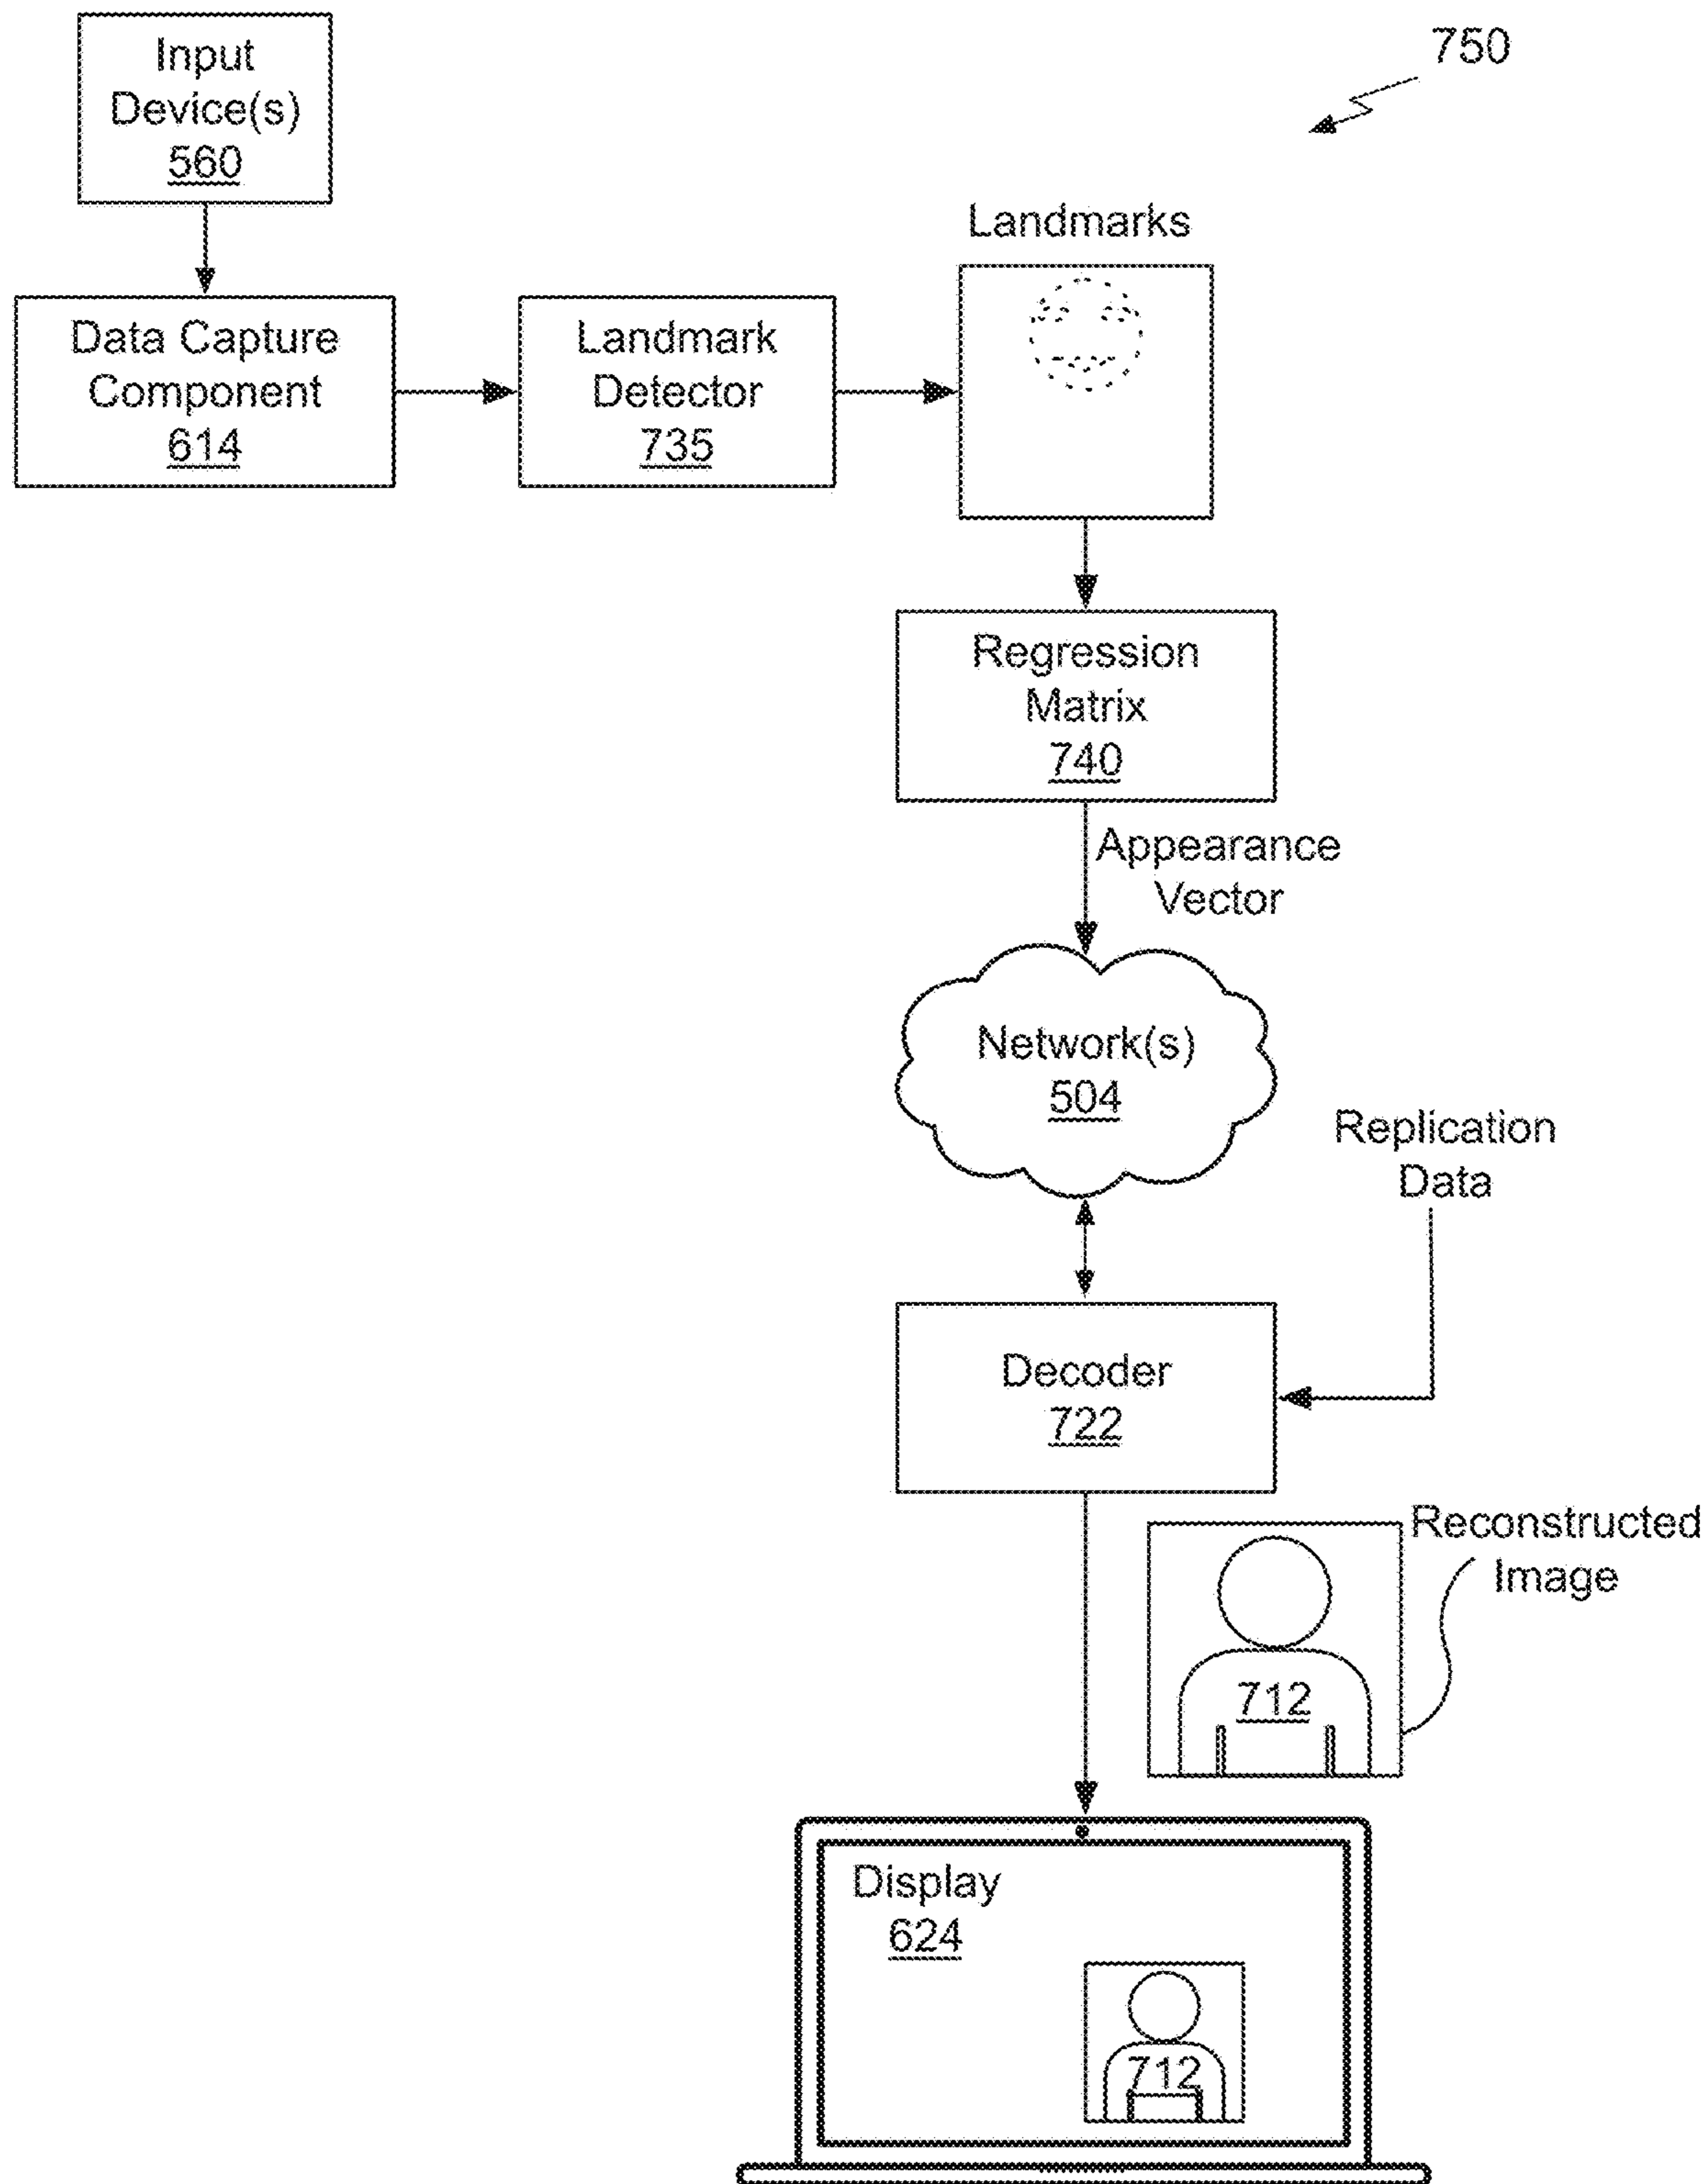 750
Input
Device(s)
560
Landmarks
Data Capture
Component
614
Landmark
Detector
735
Regression
Matrix
740
Appearance
Vector
Network(s)
504
Replication
Data
Decoder
722
Reconstructed
Image
712
Display
624
712